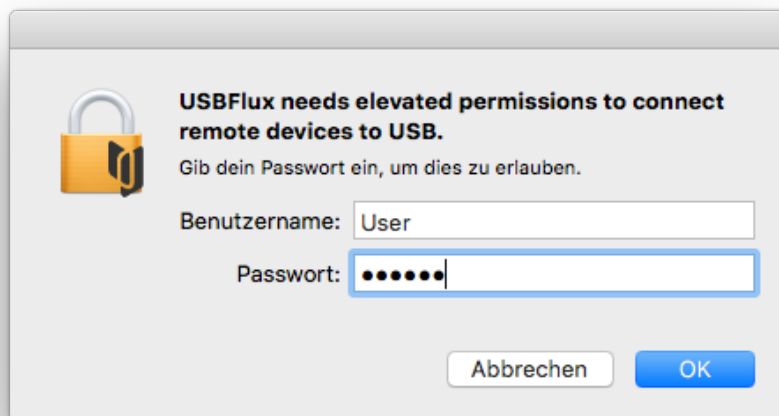 USBFlux needs elevated permissions to connect
remote devices to USB.
Gib dein Passwort ein, um dies zu erlauben.
Benutzername: User
Passwort: ••••••
Abbrechen OK